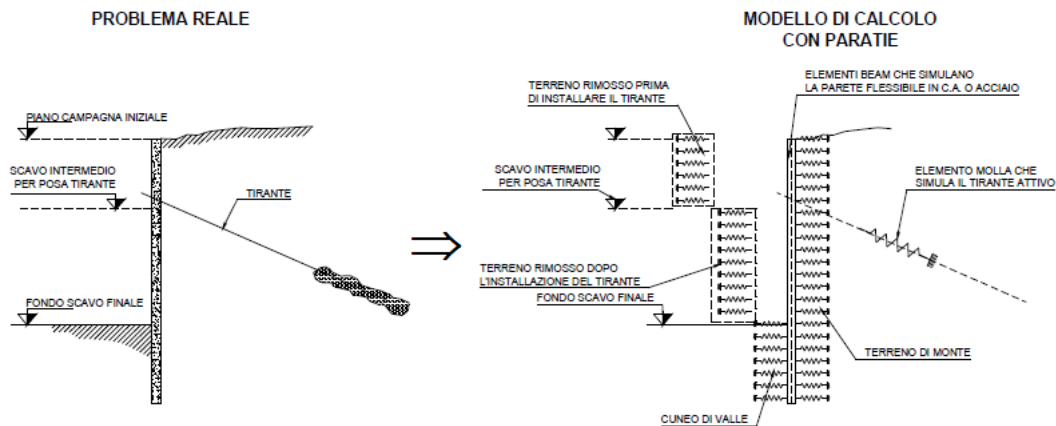 PROBLEMA REALE
PIANO CAMPAGNA INIZIALE
SCAVO INTERMEDIO
PER POSA TIRANTE
TIRANTE
FONDO SCAVO FINALE
MODELLO DI CALCOLO
CON PARATIE
TERRENO RIMOSSO PRIMA
DI INSTALLARE IL TIRANTE
ELEMENTI BEAM CHE SIMULANO
LA PARETE FLESSIBILE IN C.A. O ACCIAIO
SCAVO INTERMEDIO
PER POSA TIRANTE
ELEMENTO MOLLA CHE
SIMULA IL TIRANTE ATTIVO
TERRENO RIMOSSO DOPO
L'INSTALLAZIONE DEL TIRANTE
FONDO SCAVO FINALE
TERRENO DI MONTE
CUNEO DI VALLE